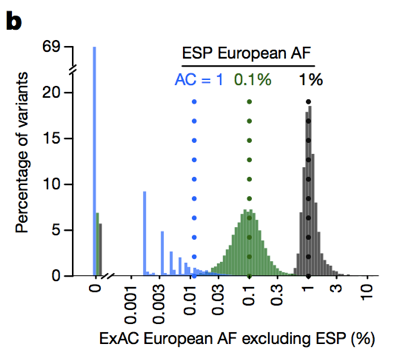 b
ESP European AF
AC = 1 0.1% 1%
Percentage of variants
69
20
15
10
5
0
0 0.001 0.003 0.01 0.03 0.1 0.3 1 3 10
ExAC European AF excluding ESP (%)